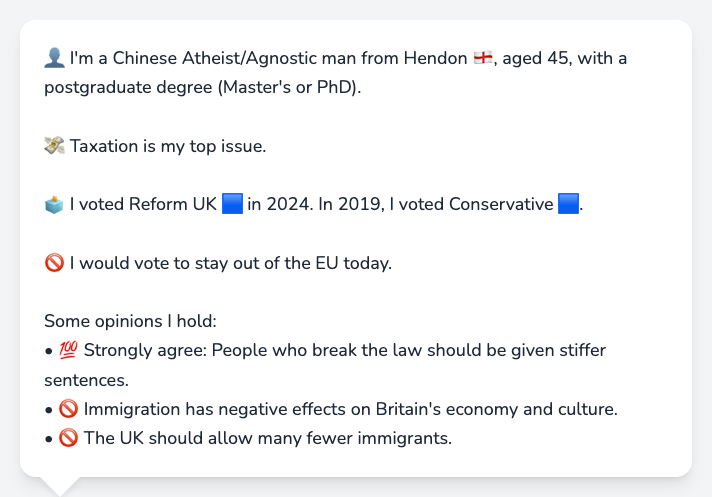 👤 I'm a Chinese Atheist/Agnostic man from Hendon 🏴󠁧󠁢󠁥󠁮󠁧󠁿, aged 45, with a
postgraduate degree (Master's or PhD).
💸 Taxation is my top issue.
🗳️ I voted Reform UK 🟦 in 2024. In 2019, I voted Conservative 🟦.
🚫 I would vote to stay out of the EU today.
Some opinions I hold:
• 💯 Strongly agree: People who break the law should be given stiffer
sentences.
• 🚫 Immigration has negative effects on Britain's economy and culture.
• 🚫 The UK should allow many fewer immigrants.